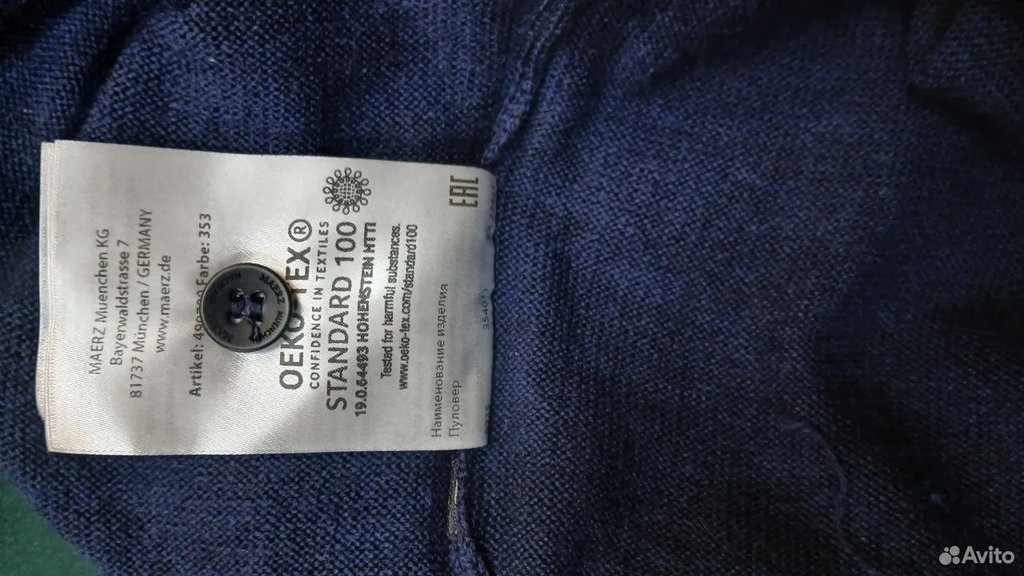 MAERZ Muenchen KG
Bayerwaldstrasse 7
81737 München / GERMANY
www.maerz.de
Artikel: Farbe: 353
OEKO-TEX®
CONFIDENCE IN TEXTILES
STANDARD 100
19.0.64493 HOHENSTEIN HTTI
Tested for harmful substances.
www.oeko-tex.com/standard100
Наименование изделия
Пуловер
EAC
MAERZ
Avito